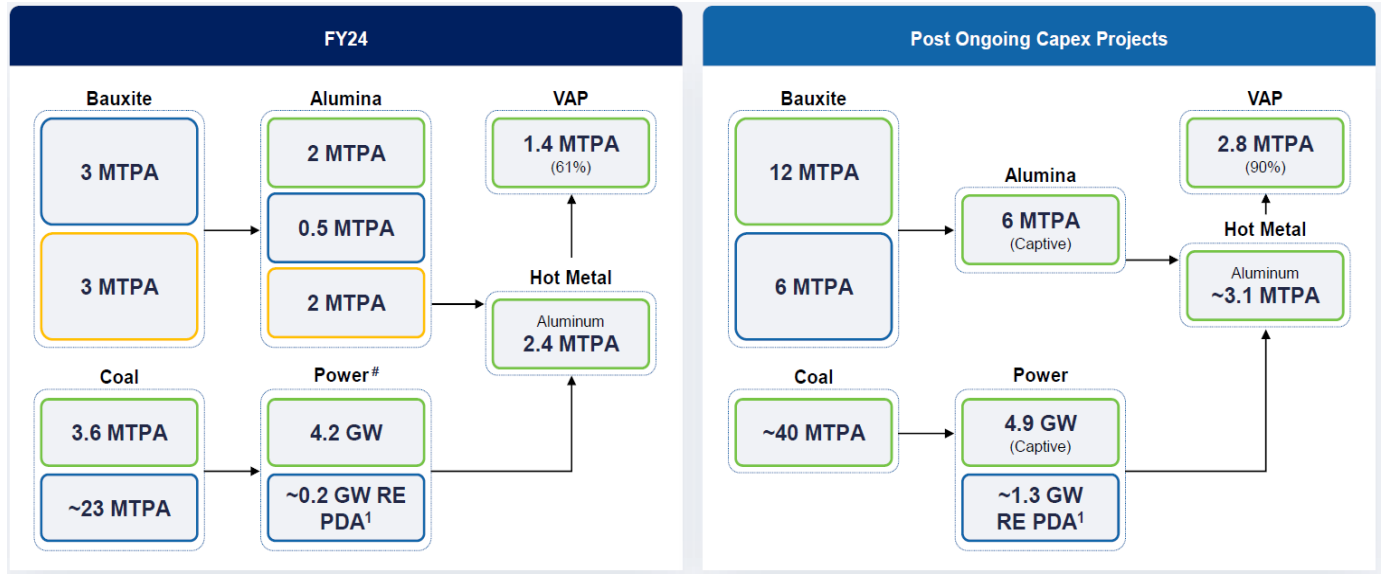 FY24
Bauxite
3 MTPA
3 MTPA
Alumina
2 MTPA
0.5 MTPA
2 MTPA
VAP
1.4 MTPA
(61%)
Hot Metal
Aluminum
2.4 MTPA
Coal
3.6 MTPA
~23 MTPA
Power#
4.2 GW
~0.2 GW RE
PDA1
Post Ongoing Capex Projects
Bauxite
12 MTPA
6 MTPA
Alumina
6 MTPA
(Captive)
VAP
2.8 MTPA
(90%)
Hot Metal
Aluminum
~3.1 MTPA
Coal
~40 MTPA
Power
4.9 GW
(Captive)
~1.3 GW
RE PDA1